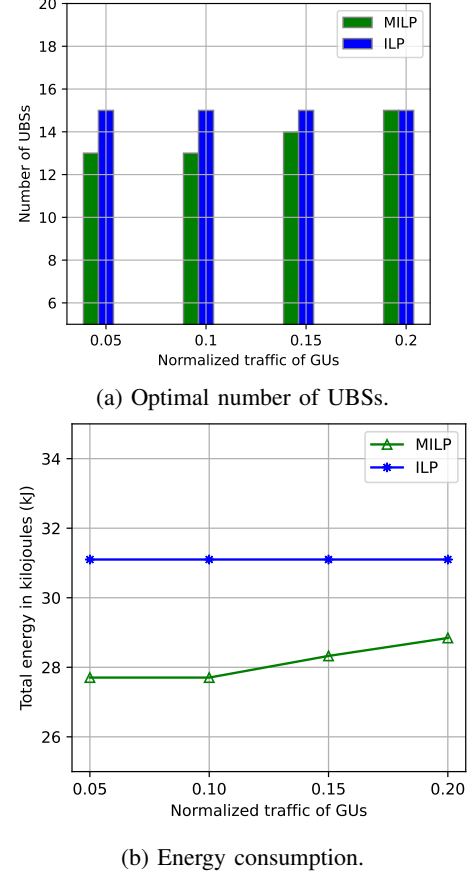 20
18
16
14
12
10
8
6
Number of UBSs
MILP
ILP
0.05 0.1 0.15 0.2
Normalized traffic of GUs
(a) Optimal number of UBSs.
34
32
30
28
26
Total energy in kilojoules (kJ)
MILP
ILP
0.05 0.10 0.15 0.20
Normalized traffic of GUs
(b) Energy consumption.